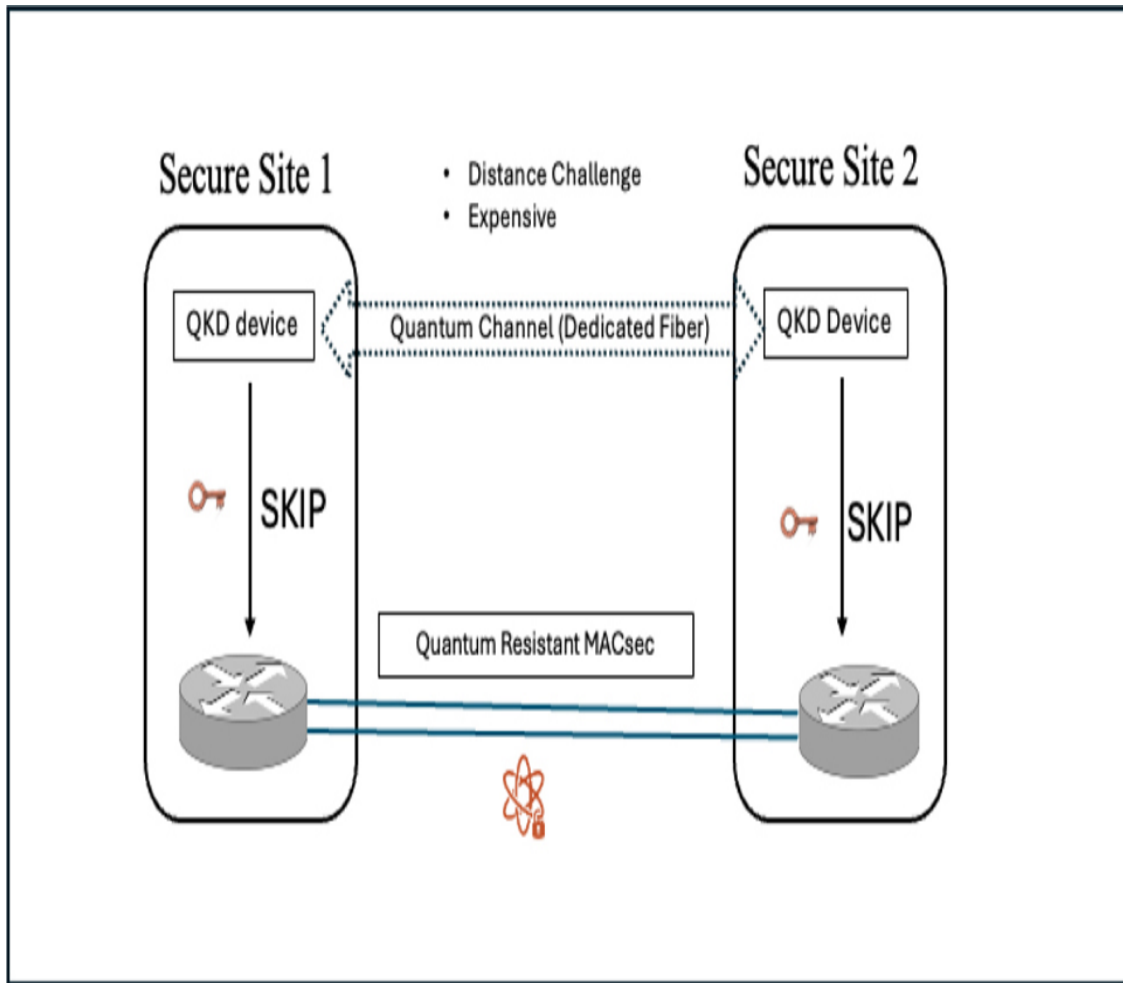 Secure Site 1
• Distance Challenge
• Expensive
Secure Site 2
QKD device
Quantum Channel (Dedicated Fiber)
QKD Device
SKIP
SKIP
Quantum Resistant MACsec